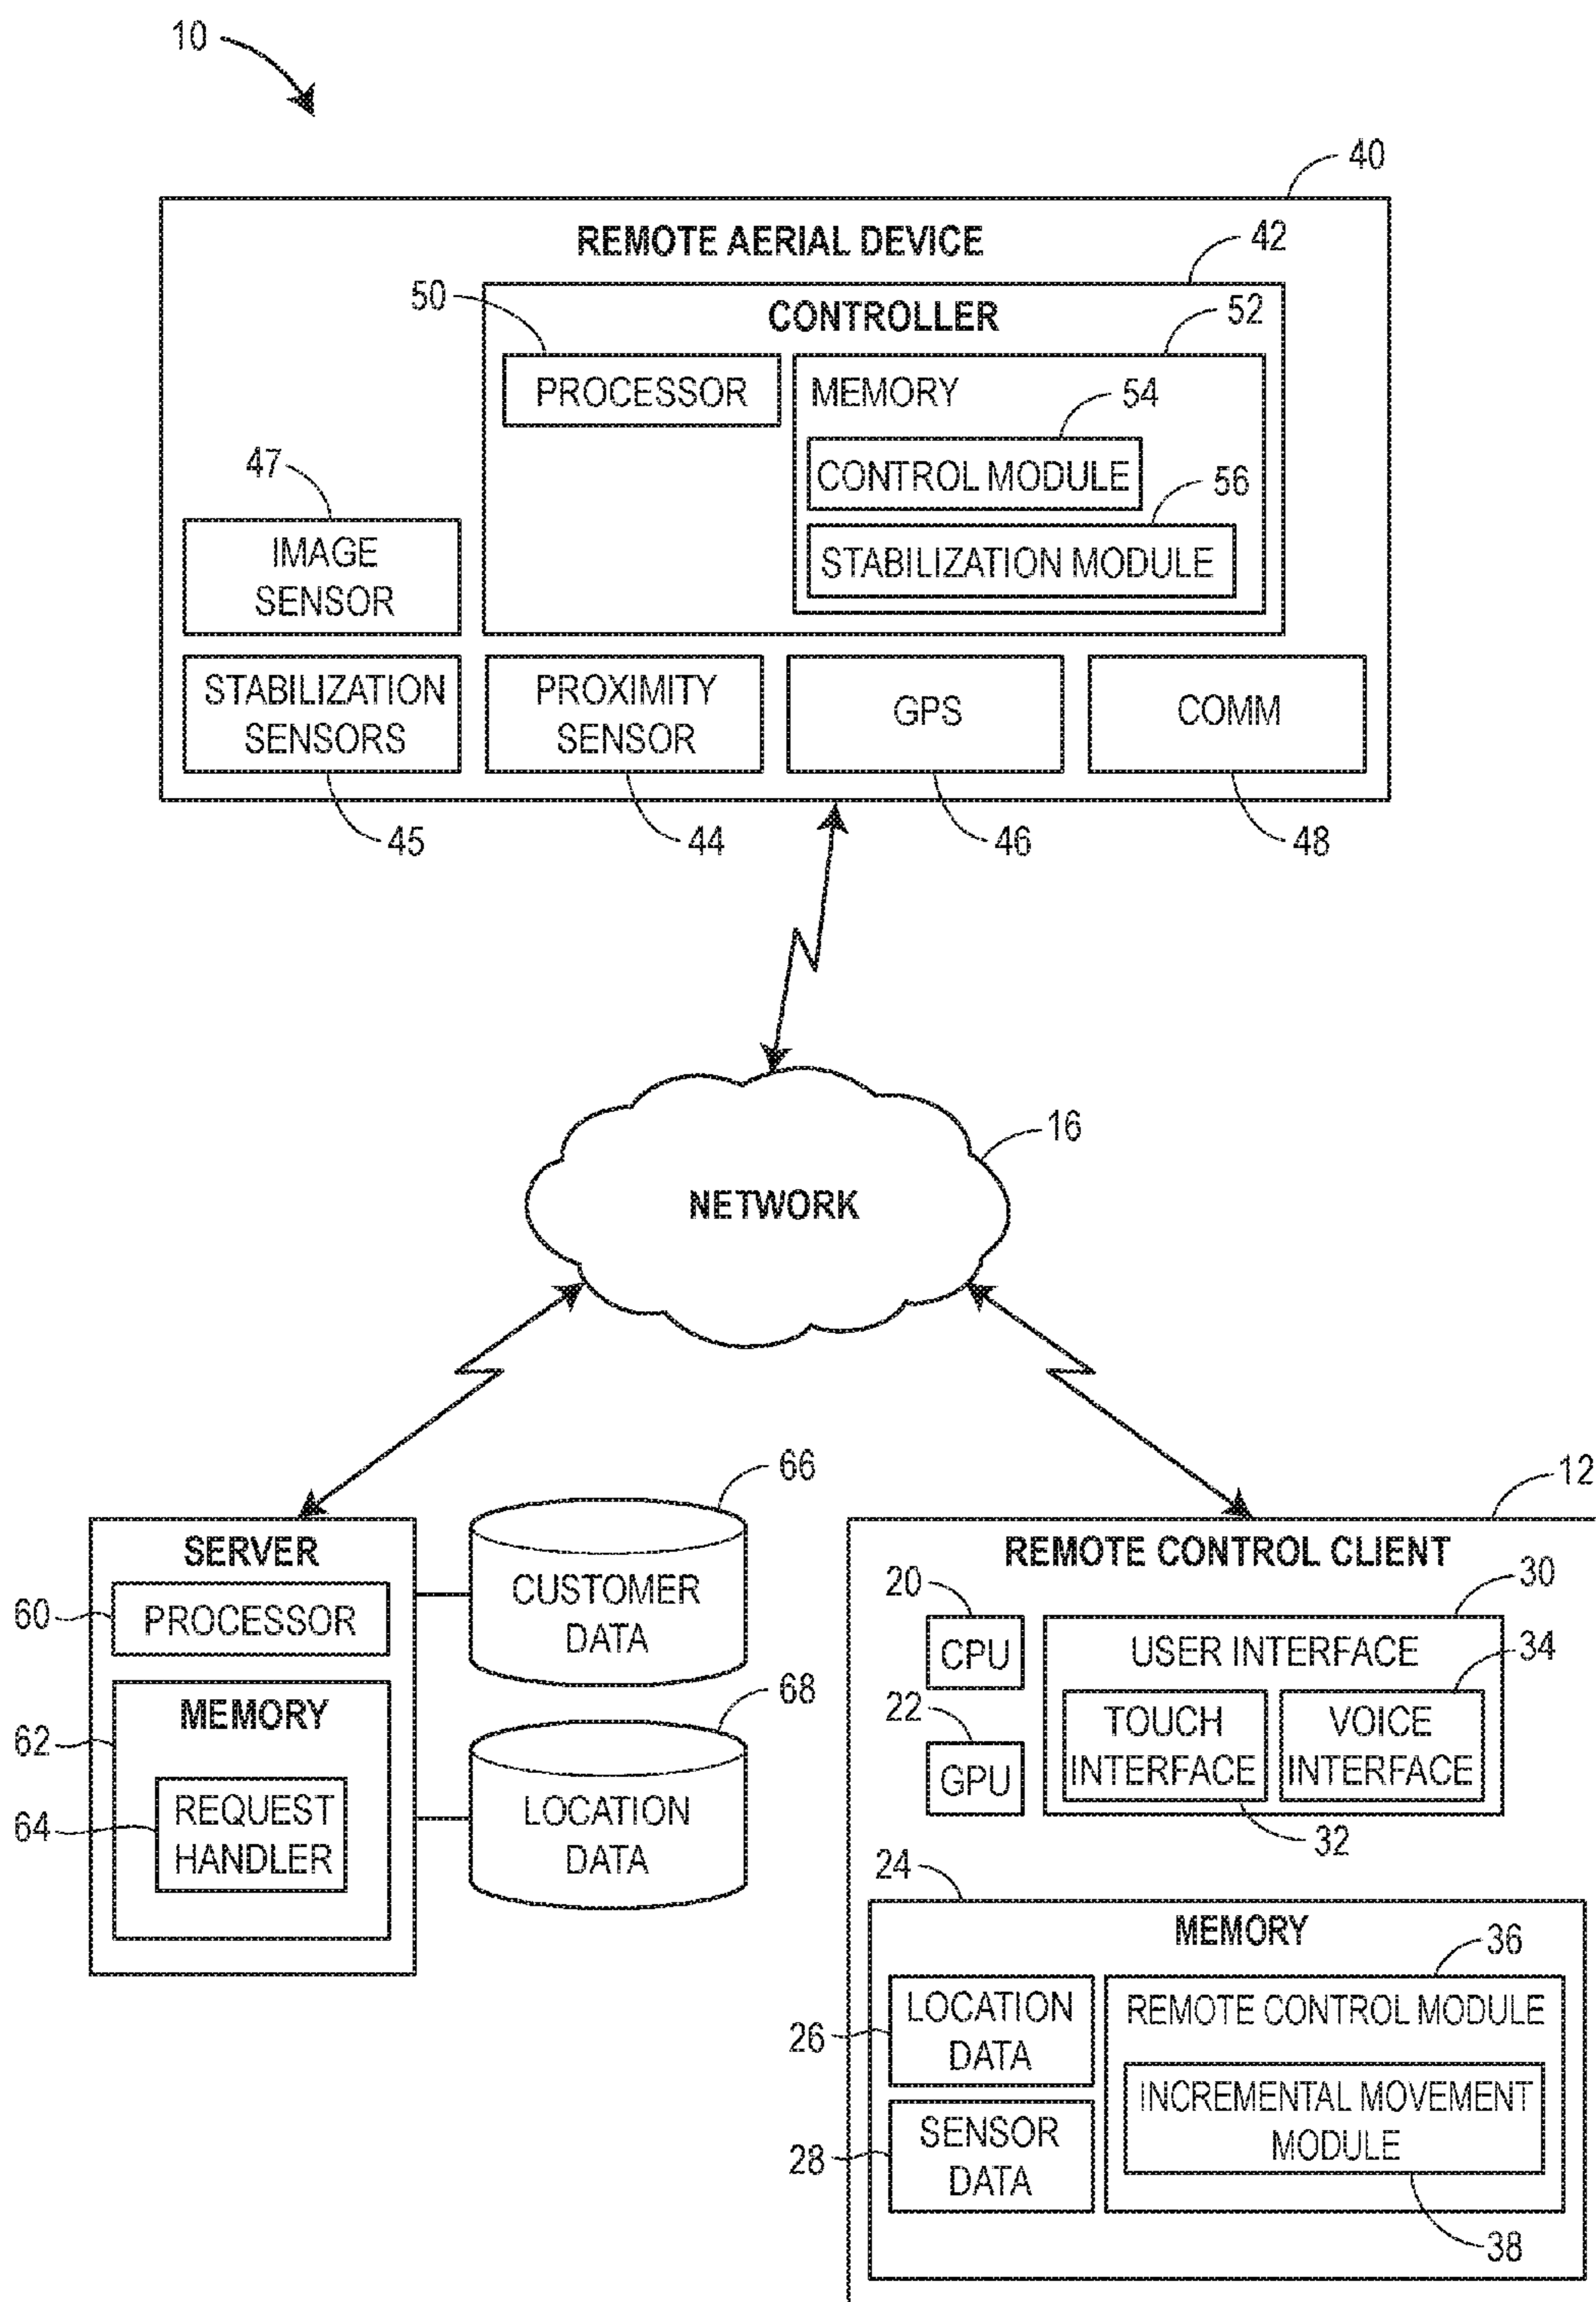 10
40
REMOTE AERIAL DEVICE
42
50
CONTROLLER
52
PROCESSOR
MEMORY
54
CONTROL MODULE
47
56
IMAGE
SENSOR
STABILIZATION MODULE
STABILIZATION
SENSORS
PROXIMITY
SENSOR
GPS
COMM
45
44
46
48
16
NETWORK
66
12
SERVER
60
PROCESSOR
CUSTOMER
DATA
62
MEMORY
68
64
REQUEST
HANDLER
LOCATION
DATA
REMOTE CONTROL CLIENT
20
30
CPU
USER INTERFACE
34
22
GPU
TOUCH
INTERFACE
VOICE
INTERFACE
32
24
MEMORY
36
26
LOCATION
DATA
REMOTE CONTROL MODULE
28
SENSOR
DATA
INCREMENTAL MOVEMENT
MODULE
38